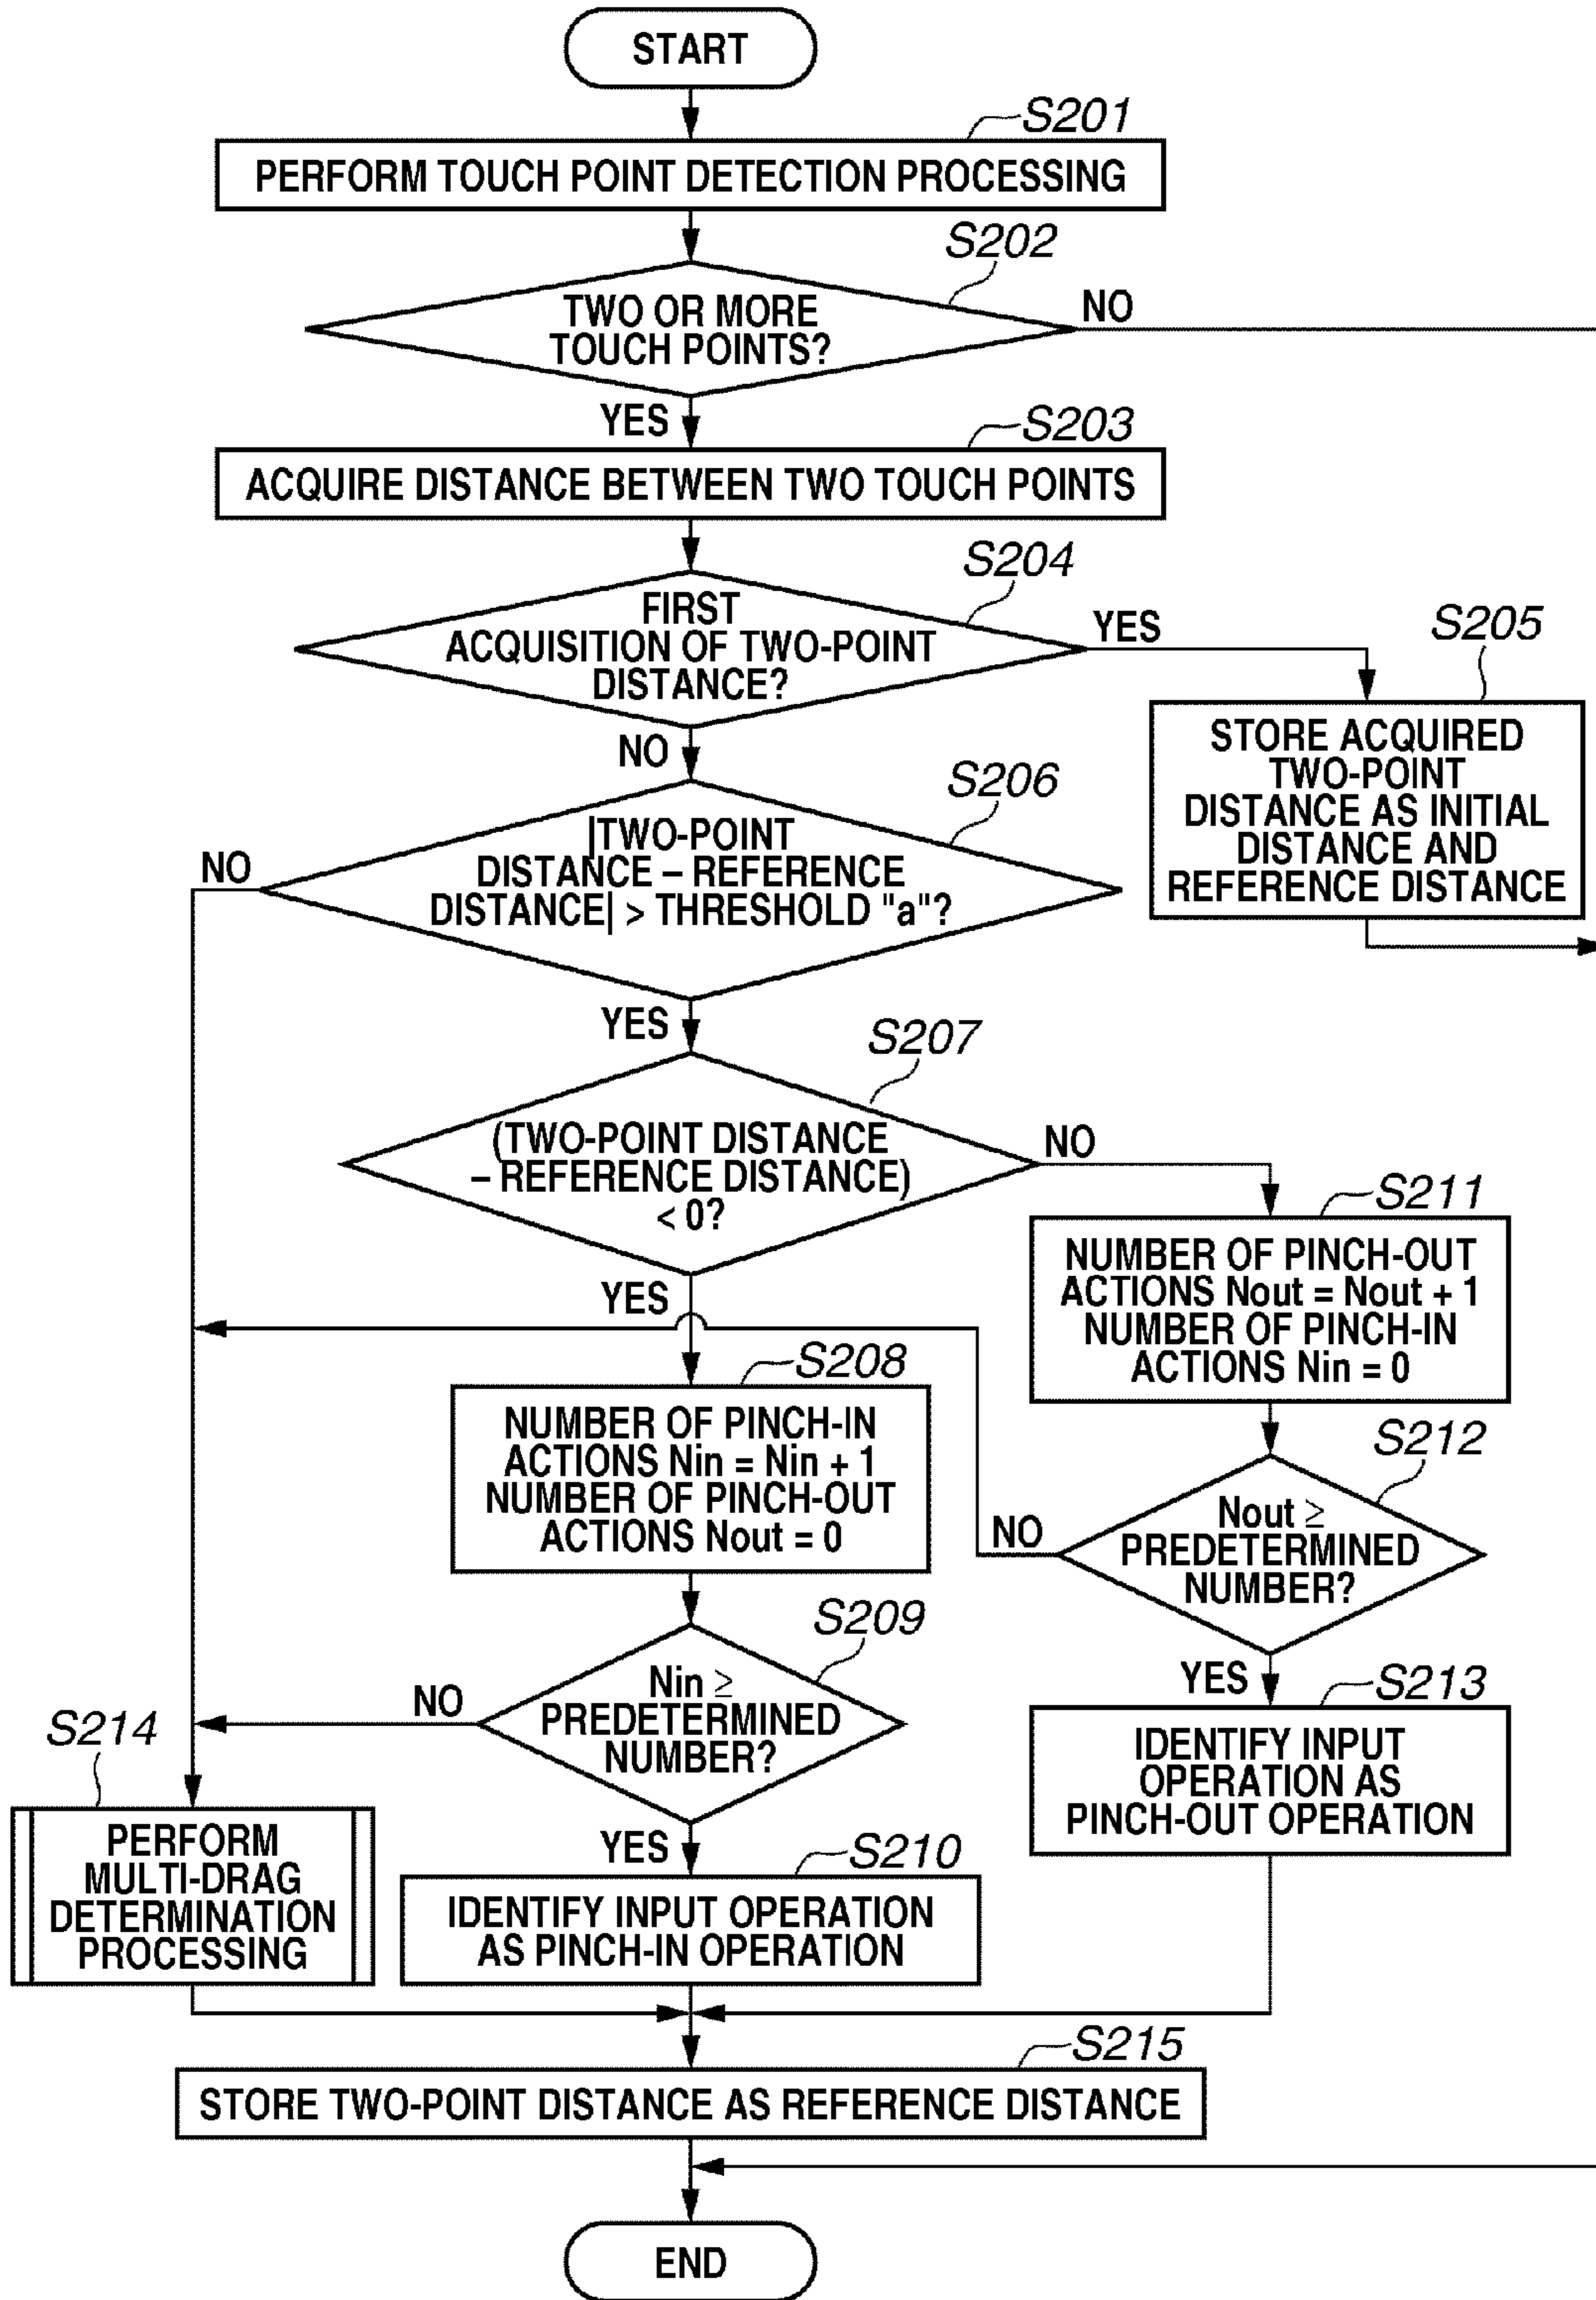 START
S201
PERFORM TOUCH POINT DETECTION PROCESSING
S202
TWO OR MORE
TOUCH POINTS?
NO
YES
S203
ACQUIRE DISTANCE BETWEEN TWO TOUCH POINTS
S204
FIRST
ACQUISITION OF TWO-POINT
DISTANCE?
YES
NO
S205
STORE ACQUIRED
TWO-POINT
DISTANCE AS INITIAL
DISTANCE AND
REFERENCE DISTANCE
S206
|TWO-POINT
DISTANCE – REFERENCE
DISTANCE| > THRESHOLD "a"?
NO
YES
S207
(TWO-POINT DISTANCE
– REFERENCE DISTANCE)
< 0?
NO
YES
S211
NUMBER OF PINCH-OUT
ACTIONS Nout = Nout + 1
NUMBER OF PINCH-IN
ACTIONS Nin = 0
S208
NUMBER OF PINCH-IN
ACTIONS Nin = Nin + 1
NUMBER OF PINCH-OUT
ACTIONS Nout = 0
S212
Nout ≥
PREDETERMINED
NUMBER?
NO
YES
S209
Nin ≥
PREDETERMINED
NUMBER?
NO
YES
S213
IDENTIFY INPUT
OPERATION AS
PINCH-OUT OPERATION
S214
PERFORM
MULTI-DRAG
DETERMINATION
PROCESSING
S210
IDENTIFY INPUT OPERATION
AS PINCH-IN OPERATION
S215
STORE TWO-POINT DISTANCE AS REFERENCE DISTANCE
END